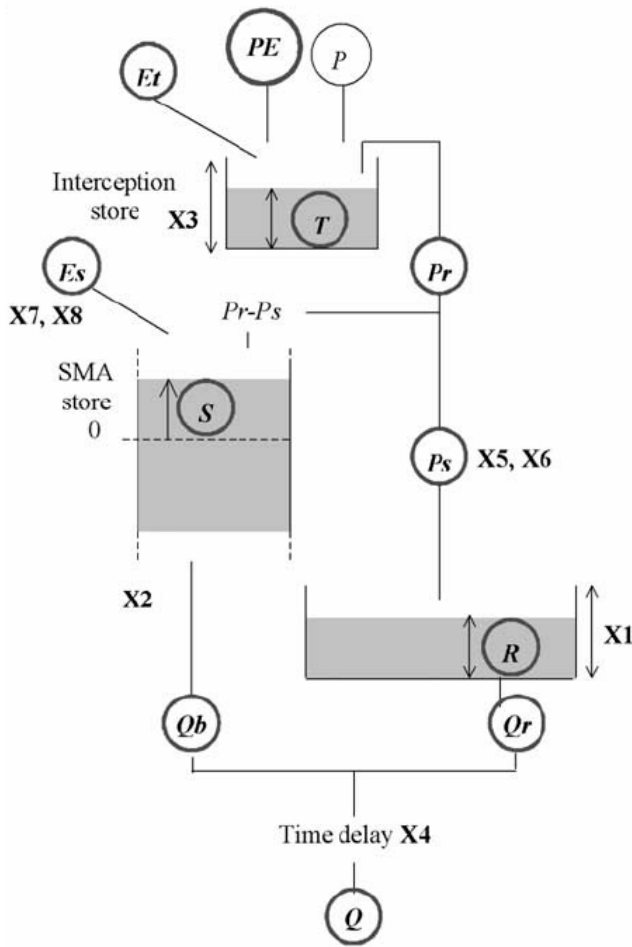 PE
P
Et
Interception
store
X3
T
Es
Pr
X7, X8
Pr-Ps
SMA
store
0
S
Ps
X5, X6
X2
X1
R
Qb
Qr
Time delay X4
Q